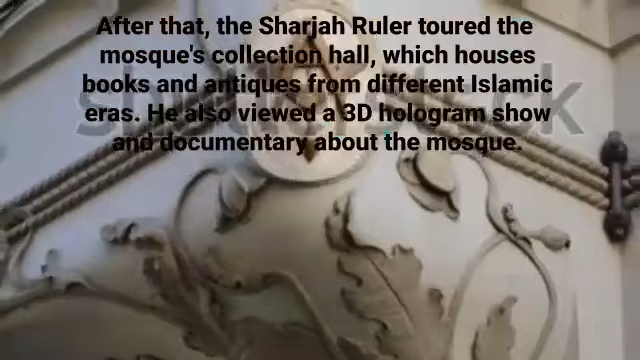 After that, the Sharjah Ruler toured the
mosque's collection hall, which houses
books and antiques from different Islamic
eras. He also viewed a 3D hologram show
and documentary about the mosque.